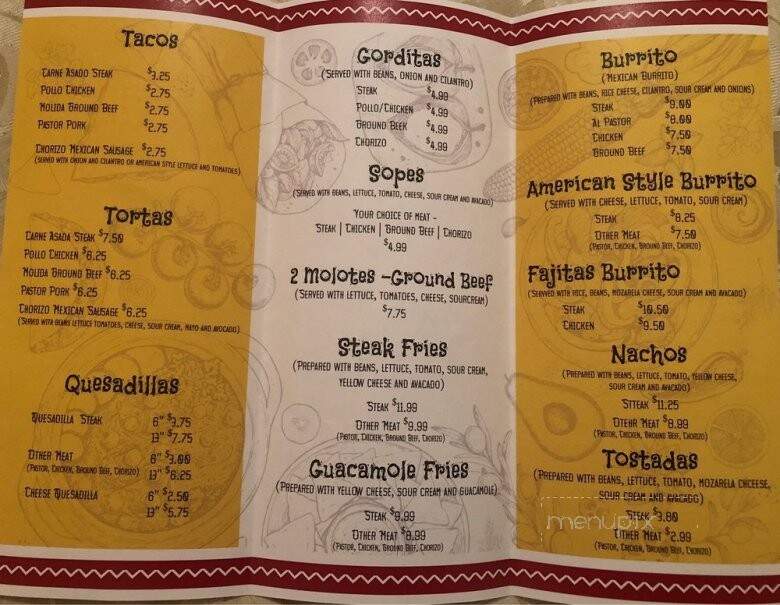 Tacos
Carne Asado Steak $3.25
Pollo Chicken $2.75
Molida Ground Beef $2.75
Pastor Pork $2.75
Chorizo Mexican Sausage $2.75
(served with onion and cilantro or american style lettuce and tomatoes)
Tortas
Carne Asada Steak $7.50
Pollo Chicken $6.25
Molida Ground Beef $6.25
Pastor Pork $6.25
Chorizo Mexican Sausage $6.25
(Served with beans lettuce tomatoes, cheese, sour cream, mayo and avocado)
Quesadillas
Quesadilla Steak 6" $3.75
13" $7.75
Other Meat 6" $3.00
(Pastor, Chicken, Ground Beef, Chorizo) 13" $6.25
Cheese Quesadilla 6" $2.50
13" $5.75
Gorditas
(Served with beans, onion and cilantro)
Steak $4.99
Pollo/Chicken $4.99
Ground Beek $4.99
Chorizo $4.99
Sopes
(Served with beans, lettuce, tomato, cheese, sour cream and avacado)
Your choice of meat -
Steak | Chicken | Ground Beef | Chorizo
$4.99
2 Molotes -Ground Beef
(Served with lettuce, tomatoes, cheese, sourcream)
$7.75
Steak Fries
(Prepared with beans, lettuce, tomato, sour cream,
yellow cheese and avacado)
Steak $11.99
Other Meat $9.99
(Pastor, Chicken, Ground Beef, Chorizo)
Guacamole Fries
(Prepared with yellow cheese, sour cream and guacamole)
Steak $9.99
Other Meat $8.99
(Pastor, Chicken, Ground Beef, Chorizo)
Burrito
(Mexican Burrito)
(Prepared with beans, rice cheese, cilantro, sour cream and onions)
Steak $9.00
Al Pastor $8.00
Chicken $7.50
Ground Beef $7.50
American Style Burrito
(Served with cheese, lettuce, tomato, sour cream)
Steak $8.25
Other Meat $7.50
(Pastor, Chicken, Ground Beef, Chorizo)
Fajitas Burrito
(Served with rice, beans, mozarela cheese, sour cream and avacado)
Steak $10.50
Chicken $9.50
Nachos
(Prepared with beans, lettuce, tomato, yellow cheese,
sour cream and avacado)
Stteak $11.25
Otehr Meat $8.99
(Pastor, Chicken, Ground Beef, Chorizo)
Tostadas
(Prepared with beans, lettuce, tomato, mozarela chceese,
sour cream and avacado)
Steak $3.80
Other Meat $2.99
(Pastor, Chicken, Ground Beef, Chorizo)
menupix